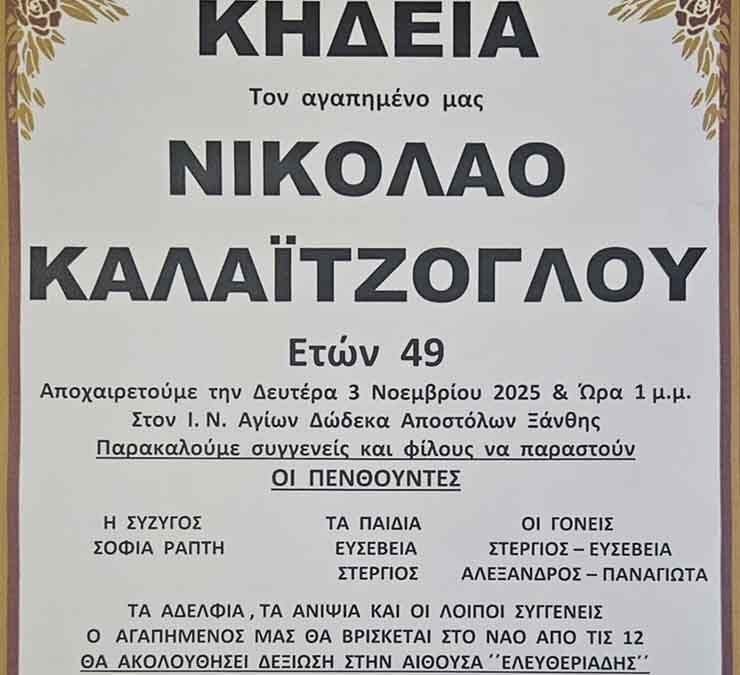 ΚΗΔΕΙΑ
Τον αγαπημένο μας
ΝΙΚΟΛΑΟ
ΚΑΛΑΪΤΖΟΓΛΟΥ
Ετών 49
Αποχαιρετούμε την Δευτέρα 3 Νοεμβρίου 2025 & Ώρα 1 μ.μ.
Στον Ι. Ν. Αγίων Δώδεκα Αποστόλων Ξάνθης
Παρακαλούμε συγγενείς και φίλους να παραστούν
ΟΙ ΠΕΝΘΟΥΝΤΕΣ
Η ΣΥΖΥΓΟΣ ΤΑ ΠΑΙΔΙΑ ΟΙ ΓΟΝΕΙΣ
ΣΟΦΙΑ ΡΑΠΤΗ ΕΥΣΕΒΕΙΑ ΣΤΕΡΓΙΟΣ – ΕΥΣΕΒΕΙΑ
ΣΤΕΡΓΙΟΣ ΑΛΕΞΑΝΔΡΟΣ – ΠΑΝΑΓΙΩΤΑ
ΤΑ ΑΔΕΛΦΙΑ , ΤΑ ΑΝΙΨΙΑ ΚΑΙ ΟΙ ΛΟΙΠΟΙ ΣΥΓΓΕΝΕΙΣ
Ο ΑΓΑΠΗΜΕΝΟΣ ΜΑΣ ΘΑ ΒΡΙΣΚΕΤΑΙ ΣΤΟ ΝΑΟ ΑΠΟ ΤΙΣ 12
ΘΑ ΑΚΟΛΟΥΘΗΣΕΙ ΔΕΞΙΩΣΗ ΣΤΗΝ ΑΙΘΟΥΣΑ ΄΄ΕΛΕΥΘΕΡΙΑΔΗΣ΄΄